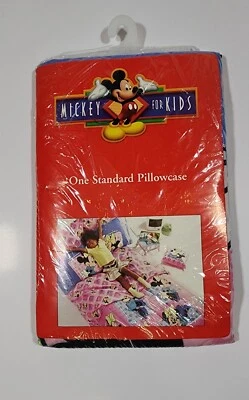 MICKEY FOR KIDS
One Standard Pillowcase